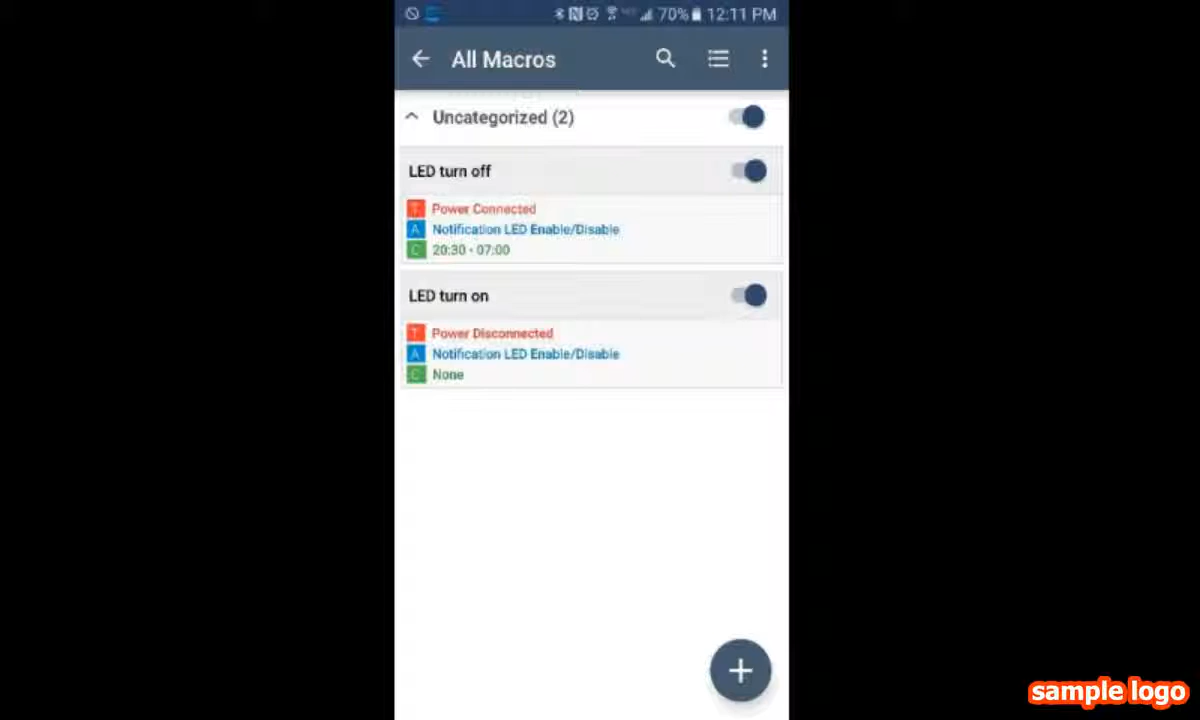 70% 12:11 PM
All Macros
Uncategorized (2)
LED turn off
T Power Connected
A Notification LED Enable/Disable
C 20:30 - 07:00
LED turn on
T Power Disconnected
A Notification LED Enable/Disable
C None
sample logo